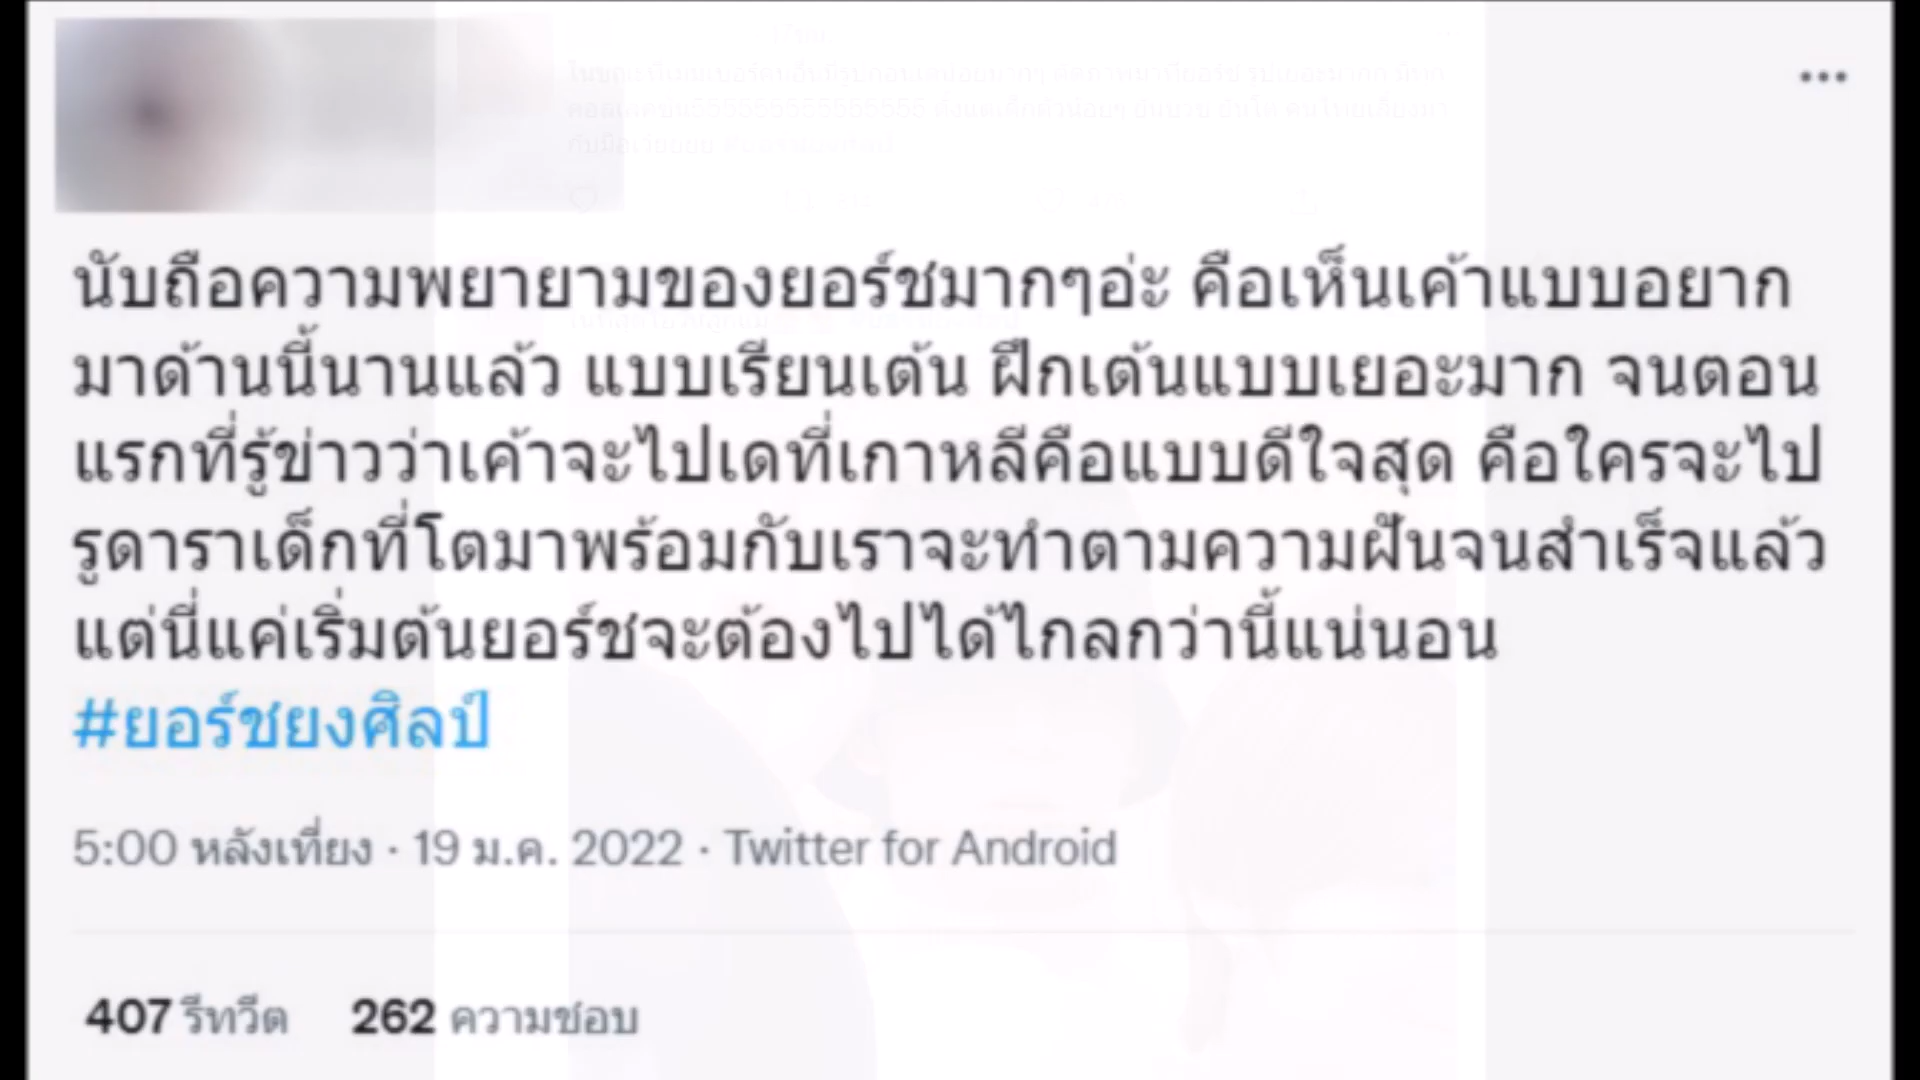 นับถือความพยายามของยอร์ชมากๆอ่ะ คือเห็นเค้าแบบอยาก
มาด้านนี้นานแล้ว แบบเรียนเต้น ฝึกเต้นแบบเยอะมาก จนตอน
แรกที่รู้ข่าวว่าเค้าจะไปเดที่เกาหลีคือแบบดีใจสุด คือใครจะไป
รูดาราเด็กที่โตมาพร้อมกับเราจะทำตามความฝันจนสำเร็จแล้ว
แต่นี่แค่เริ่มต้นยอร์ชจะต้องไปได้ไกลกว่านี้แน่นอน
#ยอร์ชยงศิลป์
5:00 หลังเที่ยง · 19 ม.ค. 2022 · Twitter for Android
407 รีทวีต 262 ความชอบ